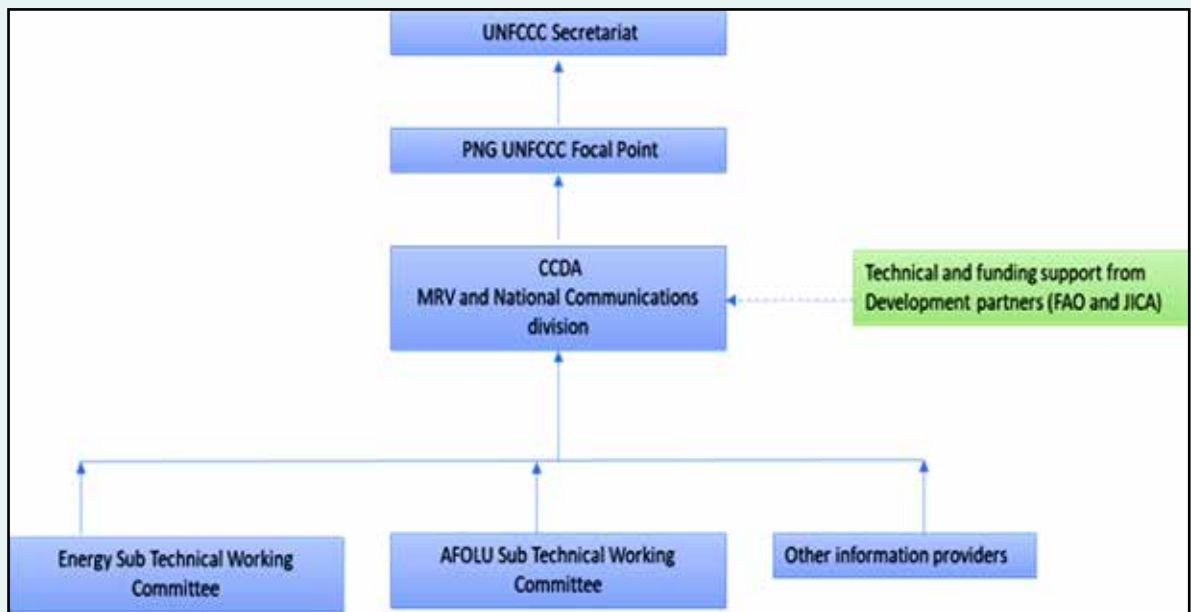 UNFCCC Secretariat
PNG UNFCCC Focal Point
CCDA
MRV and National Communications
division
Technical and funding support from
Development partners (FAO and JICA)
Energy Sub Technical Working
Committee
AFOLU Sub Technical Working
Committee
Other information providers